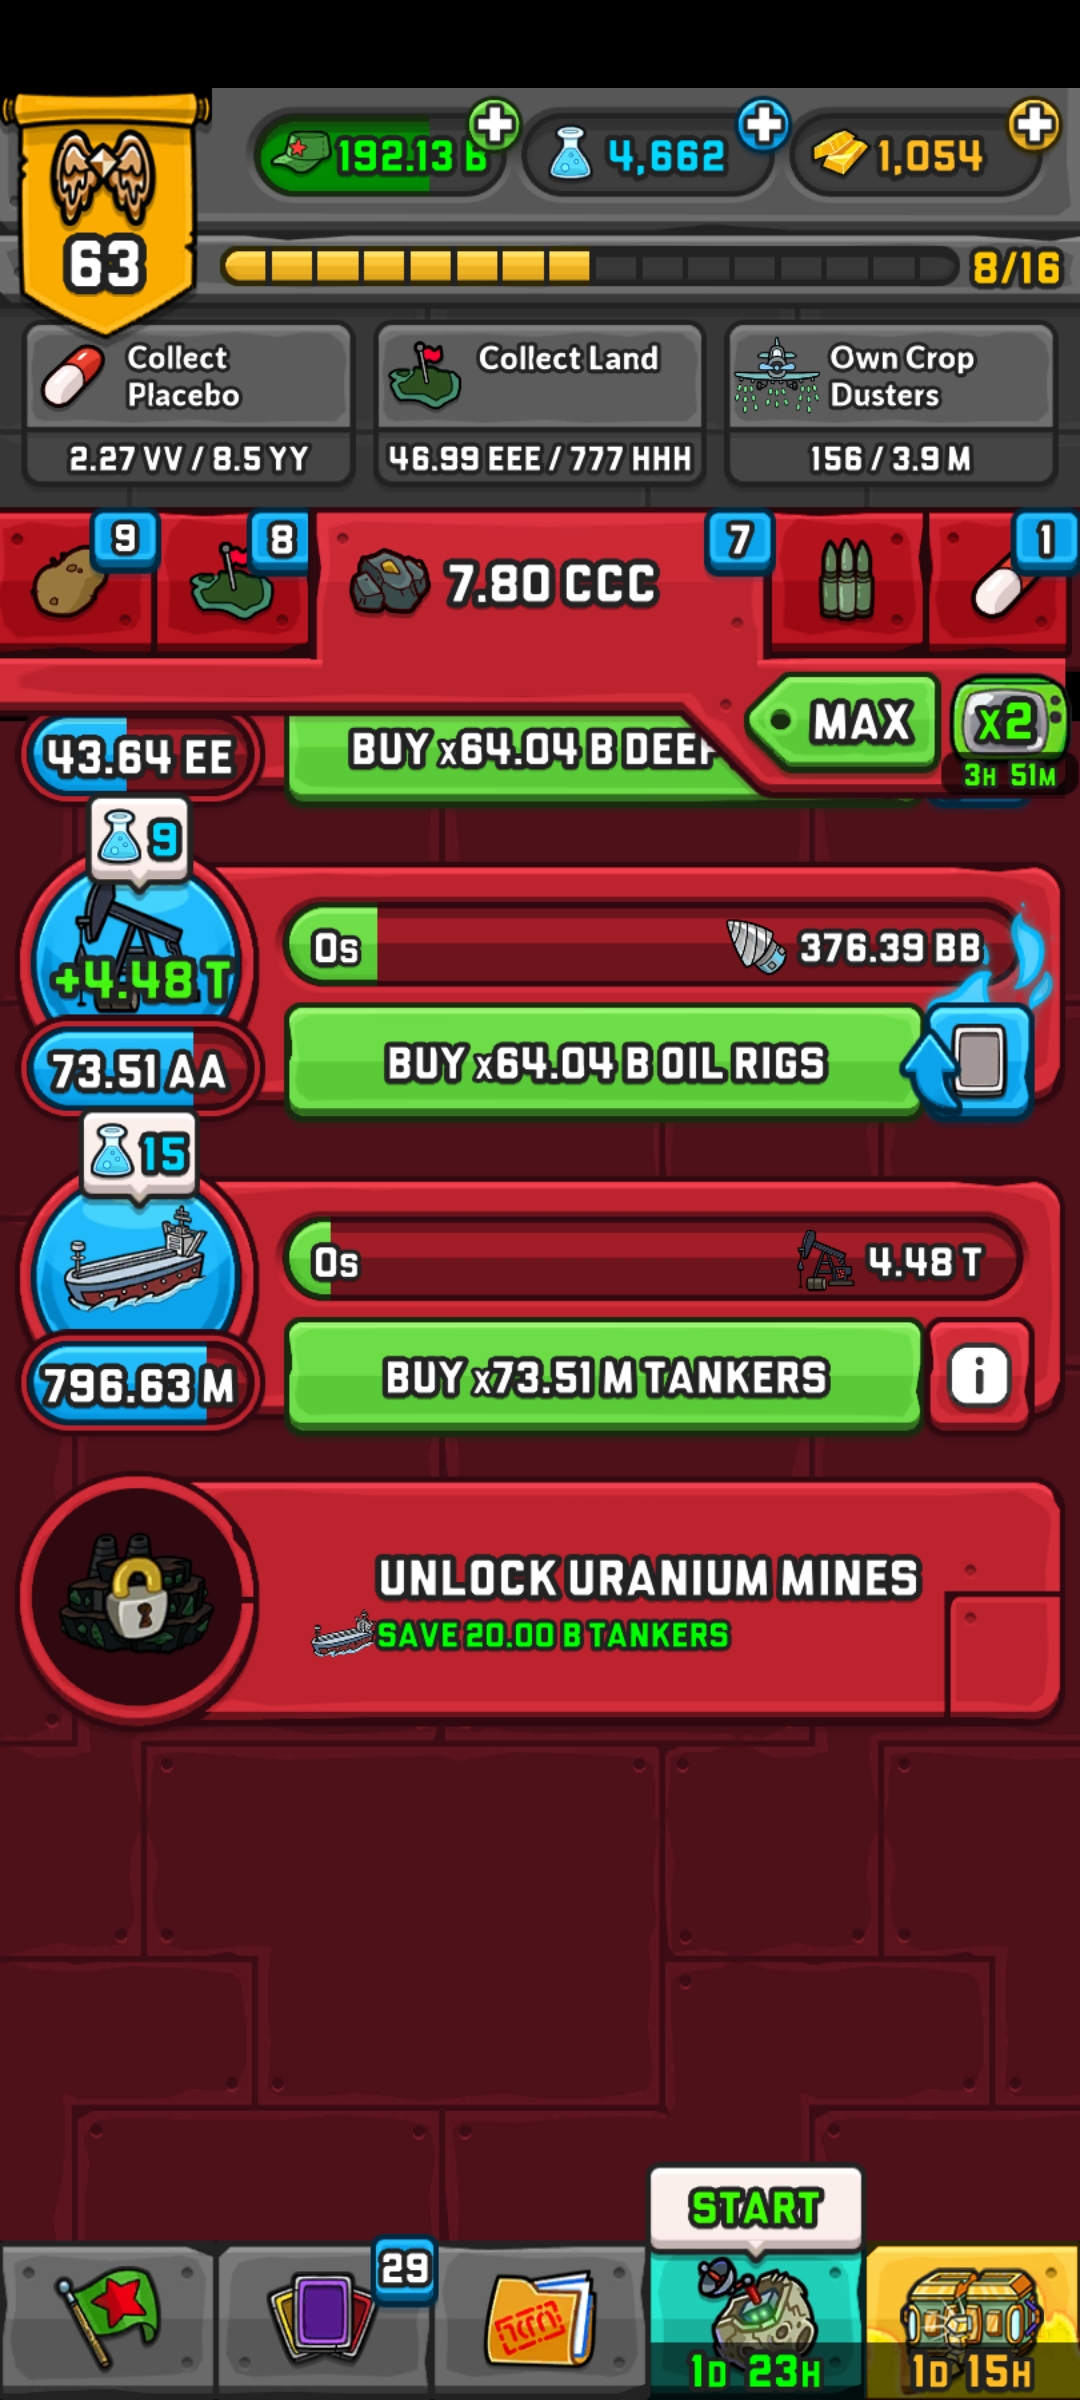 192.13 B
4,662
1,054
63
8/16
Collect Placebo
2.27 VV / 8.5 YY
Collect Land
46.99 EEE / 777 HHH
Own Crop Dusters
156 / 3.9 M
9
8
7.80 CCC
7
1
MAX
x2
3H 51M
43.64 EE
BUY x64.04 B DEEP
9
+4.48 T
0s
376.39 BB
73.51 AA
BUY x64.04 B OIL RIGS
15
0s
4.48 T
796.63 M
BUY x73.51 M TANKERS
i
UNLOCK URANIUM MINES
SAVE 20.00 B TANKERS
START
29
1D 23H
1D 15H